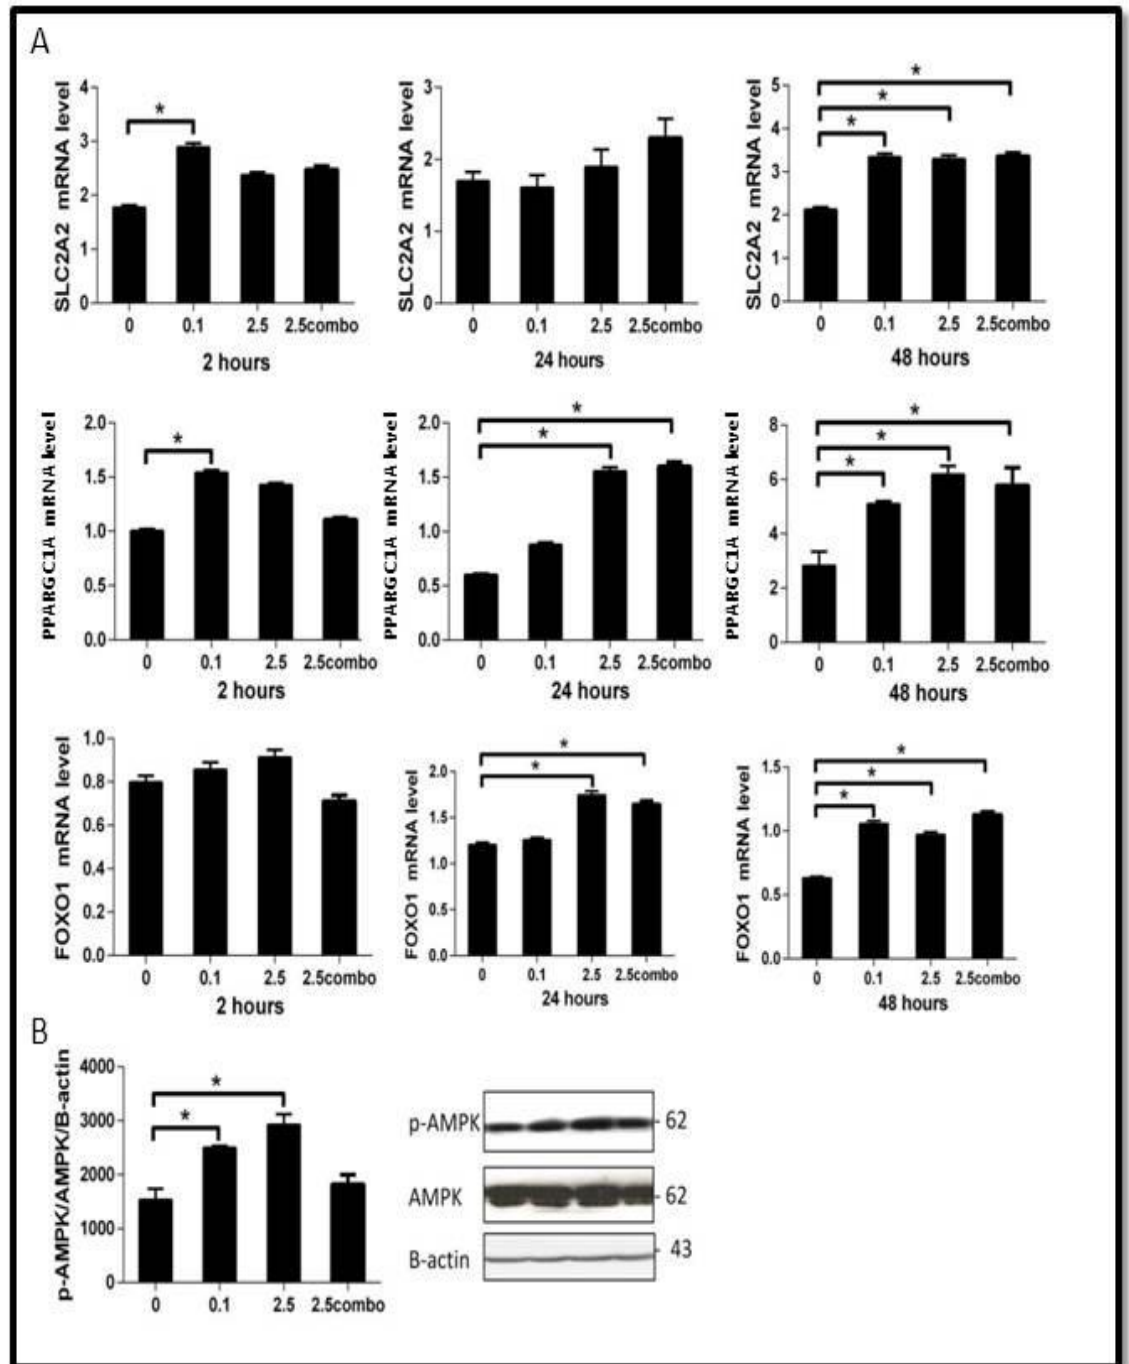 A
SLC2A2 mRNA level
4
3
2
1
0
*
0 0.1 2.5 2.5combo
2 hours
SLC2A2 mRNA level
3
2
1
0
0 0.1 2.5 2.5combo
24 hours
SLC2A2 mRNA level
5
4
3
2
1
0
*
*
*
0 0.1 2.5 2.5combo
48 hours
PPARGC1A mRNA level
2.0
1.5
1.0
0.5
0.0
*
0 0.1 2.5 2.5combo
2 hours
PPARGC1A mRNA level
2.0
1.5
1.0
0.5
0.0
*
*
0 0.1 2.5 2.5combo
24 hours
PPARGC1A mRNA level
8
6
4
2
0
*
*
*
0 0.1 2.5 2.5combo
48 hours
FOXO1 mRNA level
1.0
0.8
0.6
0.4
0.2
0.0
0 0.1 2.5 2.5combo
2 hours
FOXO1 mRNA level
2.0
1.5
1.0
0.5
0.0
*
*
0 0.1 2.5 2.5combo
24 hours
FOXO1 mRNA level
1.5
1.0
0.5
0.0
*
*
*
0 0.1 2.5 2.5combo
48 hours
B
p-AMPK/AMPK/B-actin
4000
3000
2000
1000
0
*
*
0 0.1 2.5 2.5combo
p-AMPK - 62
AMPK - 62
B-actin - 43